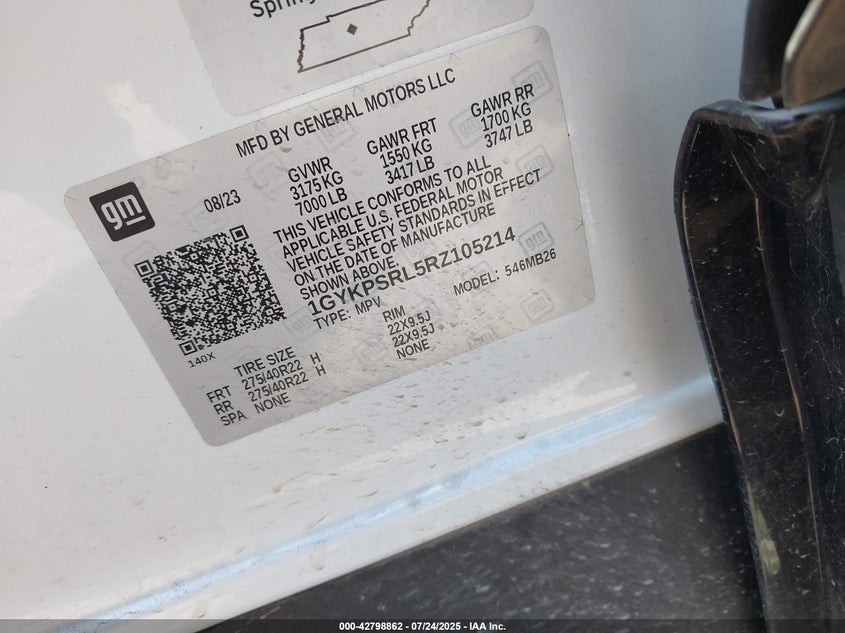 Spring
MFD BY GENERAL MOTORS LLC
gm
08/23
GVWR
3175 KG
7000 LB
GAWR FRT
1550 KG
3417 LB
GAWR RR
1700 KG
3747 LB
THIS VEHICLE CONFORMS TO ALL
APPLICABLE U.S. FEDERAL MOTOR
VEHICLE SAFETY STANDARDS IN EFFECT
ON THE DATE OF MANUFACTURE
SHOWN ABOVE.
1GYKPSRL5RZ105214
TYPE: MPV
MODEL: 546MB26
140X
TIRE SIZE
RIM
FRT 275/40R22 H 22X9.5J
RR 275/40R22 H 22X9.5J
SPA NONE NONE
000-42798862 - 07/24/2025 - IAA Inc.